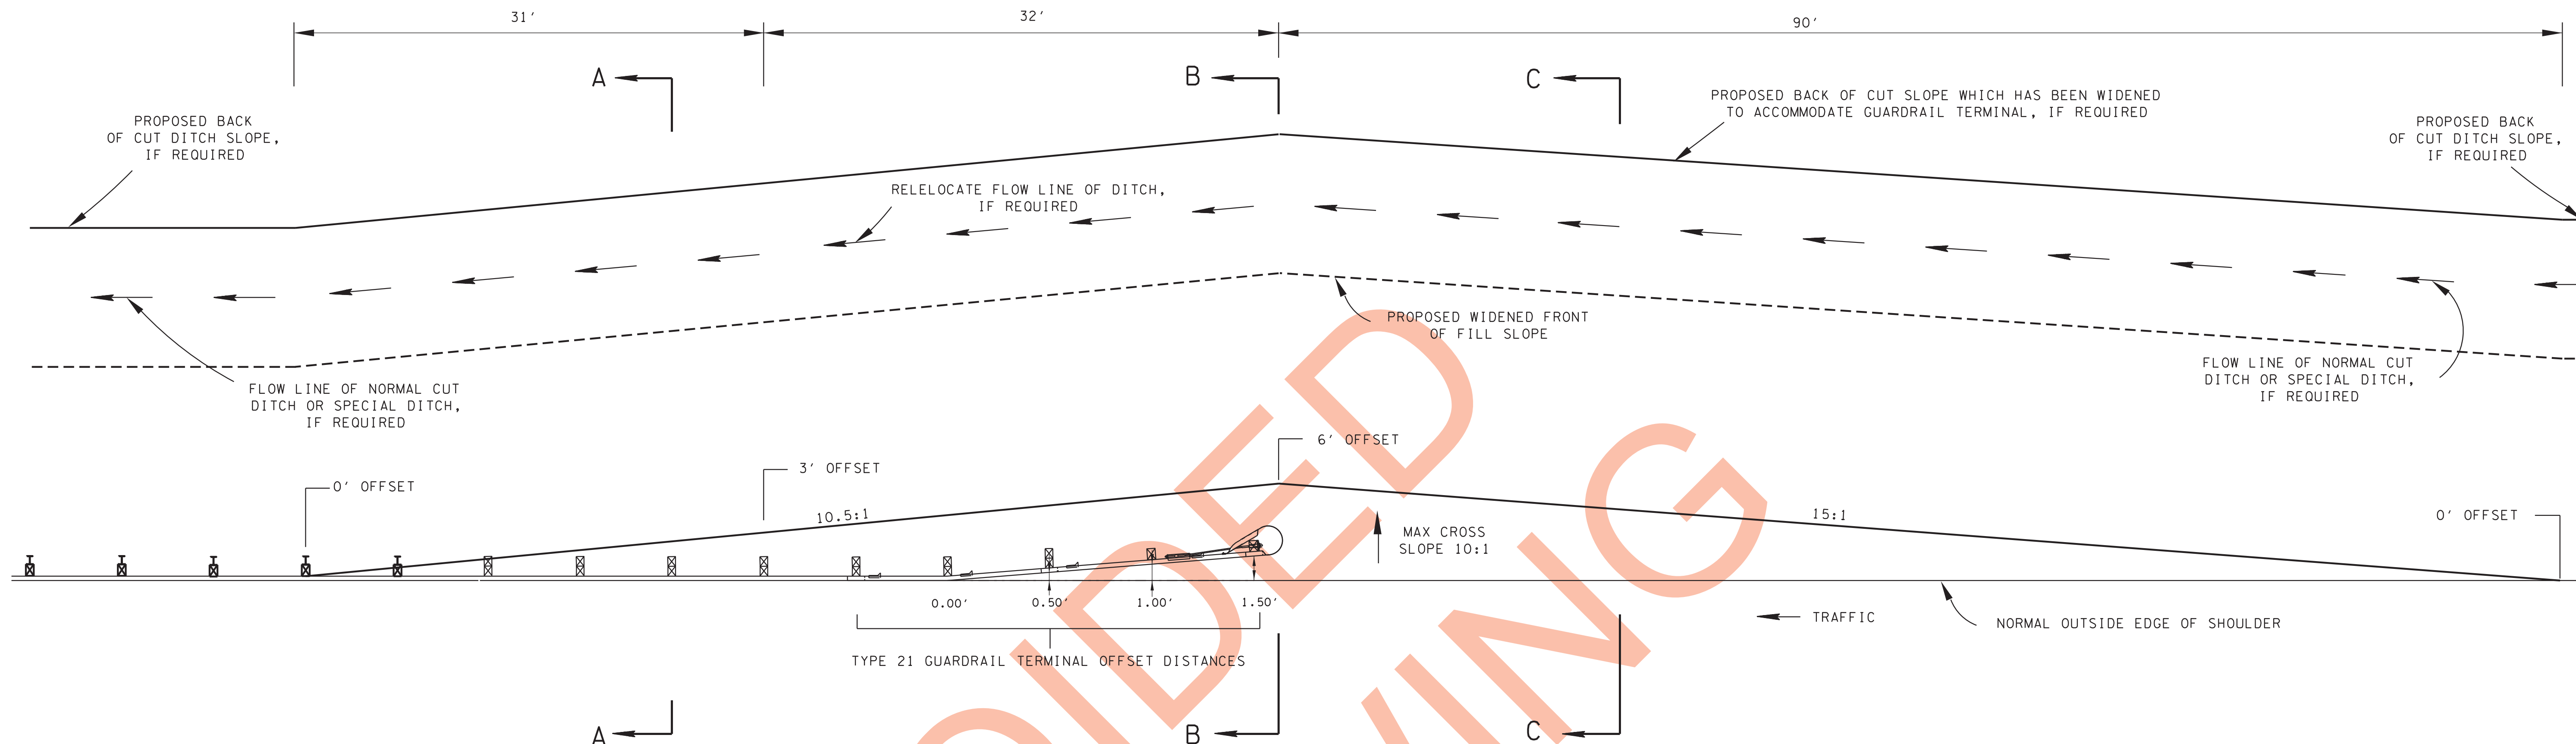 31'
32'
90'
A
B
C
PROPOSED BACK
OF CUT DITCH SLOPE,
IF REQUIRED
PROPOSED BACK OF CUT SLOPE WHICH HAS BEEN WIDENED
TO ACCOMMODATE GUARDRAIL TERMINAL, IF REQUIRED
PROPOSED BACK
OF CUT DITCH SLOPE,
IF REQUIRED
RELELOCATE FLOW LINE OF DITCH,
IF REQUIRED
PROPOSED WIDENED FRONT
OF FILL SLOPE
FLOW LINE OF NORMAL CUT
DITCH OR SPECIAL DITCH,
IF REQUIRED
FLOW LINE OF NORMAL CUT
DITCH OR SPECIAL DITCH,
IF REQUIRED
0' OFFSET
3' OFFSET
6' OFFSET
10.5:1
MAX CROSS
SLOPE 10:1
15:1
0' OFFSET
0.00'
0.50'
1.00'
1.50'
TRAFFIC
NORMAL OUTSIDE EDGE OF SHOULDER
TYPE 21 GUARDRAIL TERMINAL OFFSET DISTANCES
A
B
C